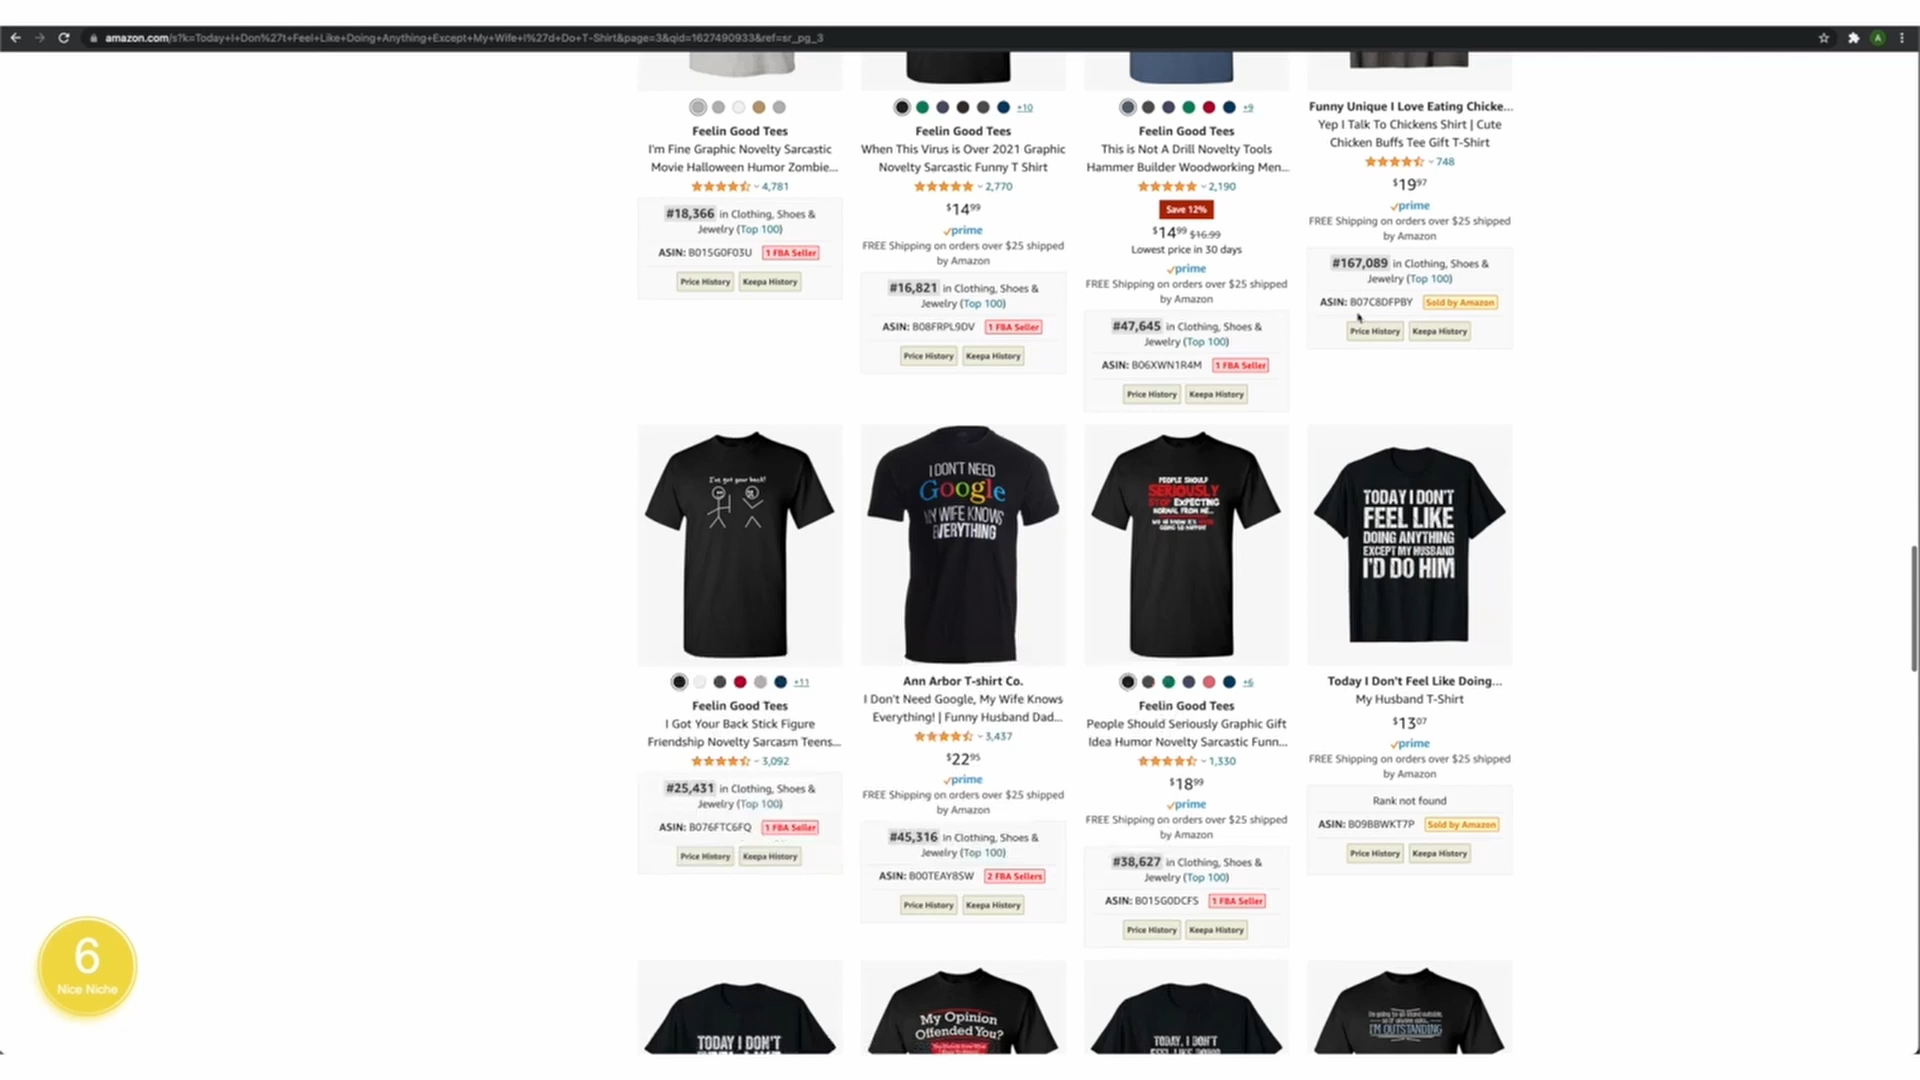 amazon.com/s?k=Today+I+Don%27t+Feel+Like+Doing+Anything+Except+My+Wife+I%27d+Do+T-Shirt&page=3&qid=1627490933&ref=sr_pg_3
A
Feelin Good Tees
I'm Fine Graphic Novelty Sarcastic
Movie Halloween Humor Zombie...
4,781
#18,366 in Clothing, Shoes &
Jewelry (Top 100)
ASIN: B015G0F03U 1 FBA Seller
Price History Keepa History
+10
Feelin Good Tees
When This Virus is Over 2021 Graphic
Novelty Sarcastic Funny T Shirt
2,770
$14.99
prime
FREE Shipping on orders over $25 shipped
by Amazon
#16,821 in Clothing, Shoes &
Jewelry (Top 100)
ASIN: B08FRPL9DV 1 FBA Seller
Price History Keepa History
+9
Feelin Good Tees
This is Not A Drill Novelty Tools
Hammer Builder Woodworking Men...
2,190
Save 12%
$14.99 $16.99
Lowest price in 30 days
prime
FREE Shipping on orders over $25 shipped
by Amazon
#47,645 in Clothing, Shoes &
Jewelry (Top 100)
ASIN: B06XWN1R4M 1 FBA Seller
Price History Keepa History
Funny Unique I Love Eating Chicke...
Yep I Talk To Chickens Shirt | Cute
Chicken Buffs Tee Gift T-Shirt
748
$19.97
prime
FREE Shipping on orders over $25 shipped
by Amazon
#167,089 in Clothing, Shoes &
Jewelry (Top 100)
ASIN: B07C8DFPBY Sold by Amazon
Price History Keepa History
I've got your back!
+11
Feelin Good Tees
I Got Your Back Stick Figure
Friendship Novelty Sarcasm Teens...
3,092
#25,431 in Clothing, Shoes &
Jewelry (Top 100)
ASIN: B076FTC6FQ 1 FBA Seller
Price History Keepa History
I DON'T NEED
Google
MY WIFE KNOWS
EVERYTHING
Ann Arbor T-shirt Co.
I Don't Need Google, My Wife Knows
Everything! | Funny Husband Dad...
3,437
$22.95
prime
FREE Shipping on orders over $25 shipped
by Amazon
#45,316 in Clothing, Shoes &
Jewelry (Top 100)
ASIN: B00TEAY8SW 2 FBA Sellers
Price History Keepa History
PEOPLE SHOULD
SERIOUSLY
STOP EXPECTING
NORMAL FROM ME...
+6
Feelin Good Tees
People Should Seriously Graphic Gift
Idea Humor Novelty Sarcastic Funn...
1,330
$18.99
prime
FREE Shipping on orders over $25 shipped
by Amazon
#38,627 in Clothing, Shoes &
Jewelry (Top 100)
ASIN: B015G0DCFS 1 FBA Seller
Price History Keepa History
TODAY I DON'T
FEEL LIKE
DOING ANYTHING
EXCEPT MY HUSBAND
I'D DO HIM
Today I Don't Feel Like Doing...
My Husband T-Shirt
$13.07
prime
FREE Shipping on orders over $25 shipped
by Amazon
Rank not found
ASIN: B09BBWKT7P Sold by Amazon
Price History Keepa History
6
Nice Niche
TODAY I DON'T
My Opinion
Offended You?
TODAY, I DON'T
FEEL LIKE DOING
I'M OUTSTANDING